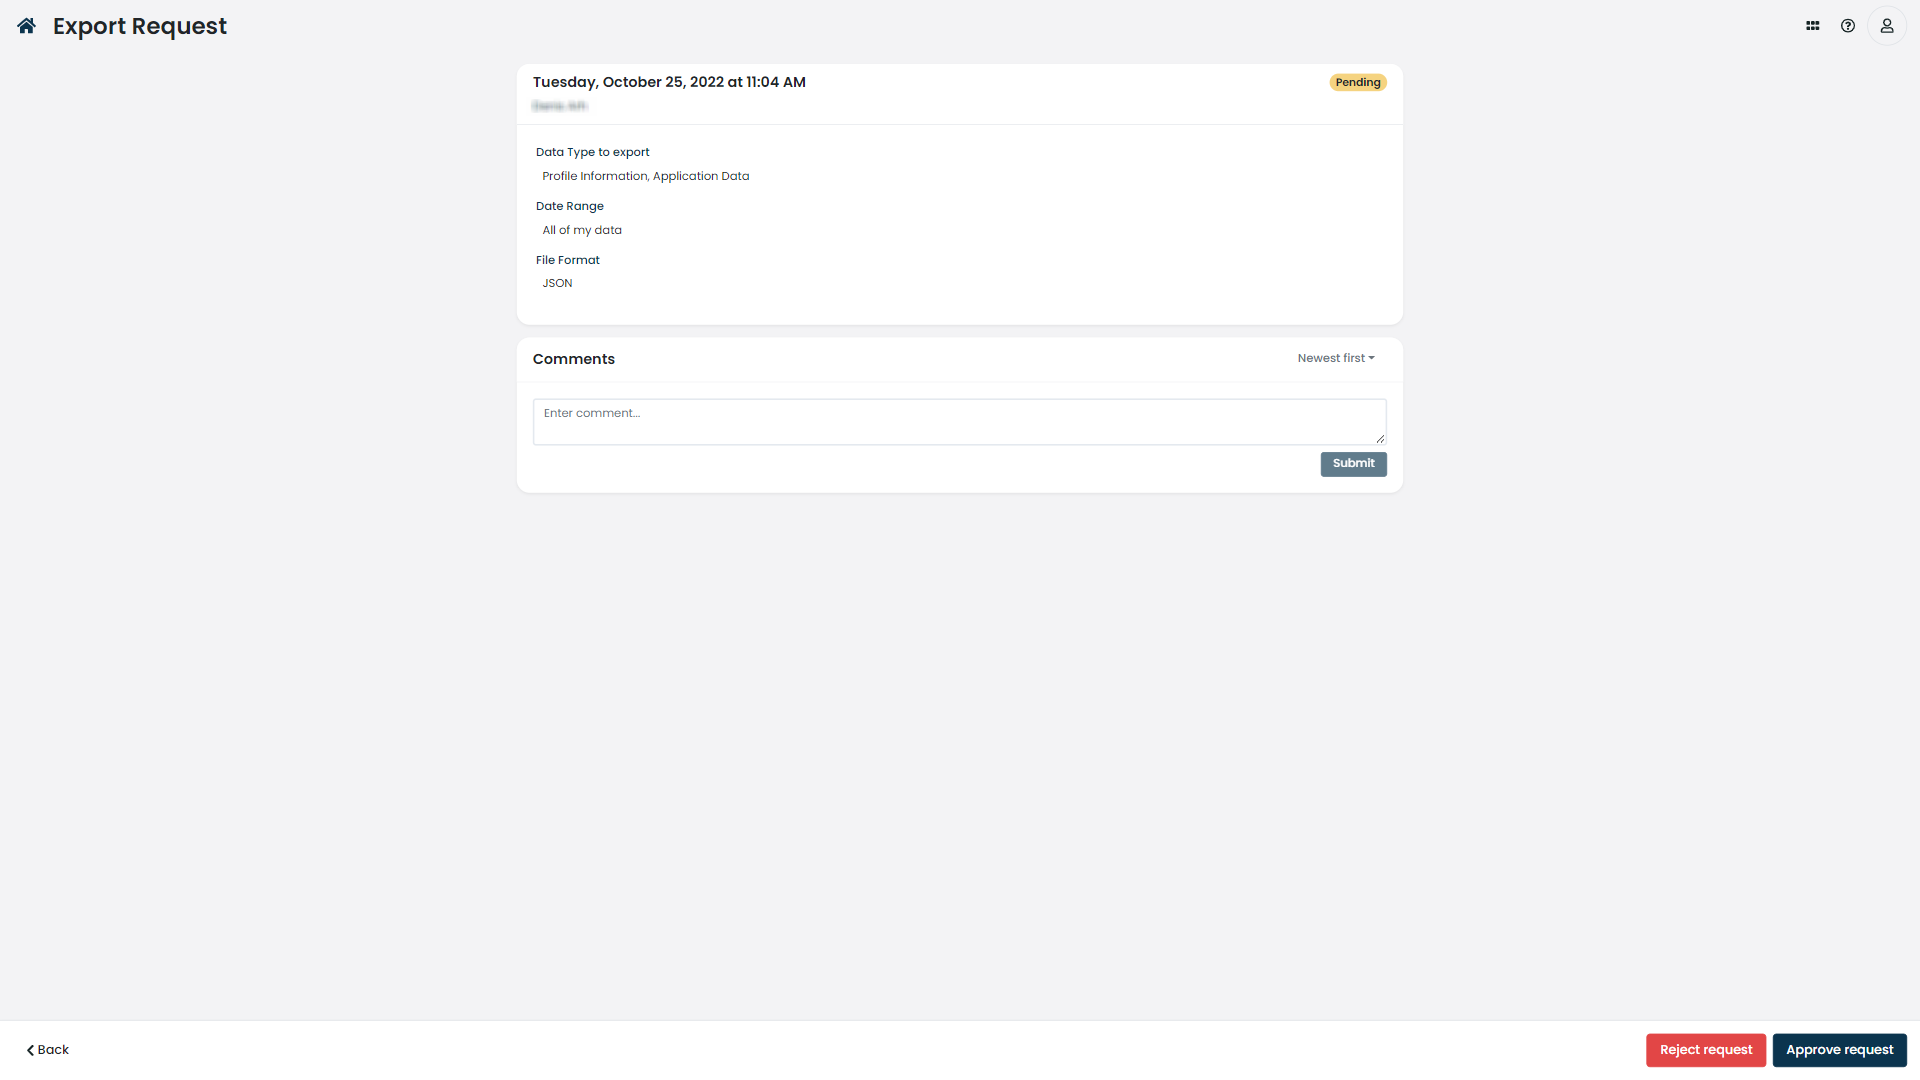 Export Request
Tuesday, October 25, 2022 at 11:04 AM
Pending
Data Type to export
Profile Information, Application Data
Date Range
All of my data
File Format
JSON
Comments
Newest first
Enter comment...
Submit
Back
Reject request
Approve request